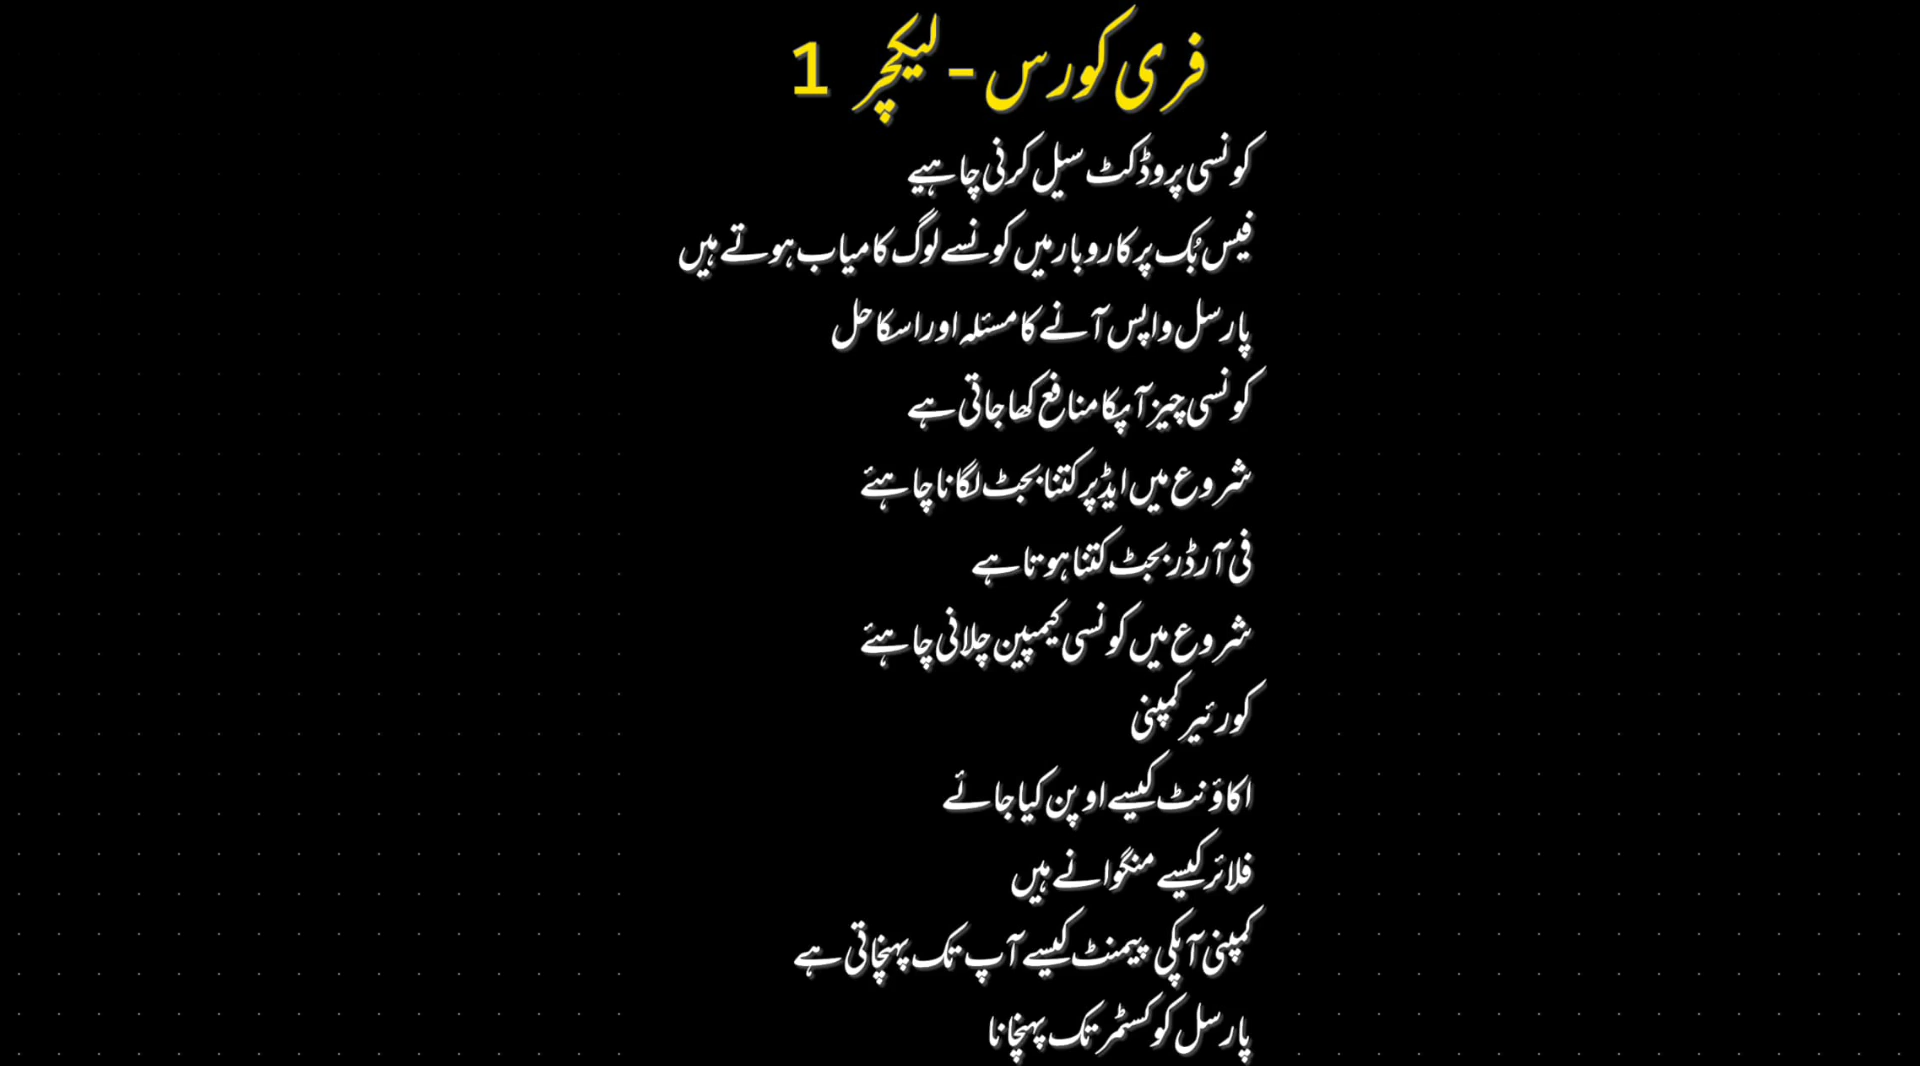 فری کورس - لیکچر 1
کونسی پروڈکٹ سیل کرنی چاہیے
فیس بُک پر کاروبار میں کونسے لوگ کامیاب ہوتے ہیں
پارسل واپس آنے کا مسئلہ اور اسکا حل
کونسی چیز آپکا منافع کھا جاتی ہے
شروع میں ایڈ پر کتنا بجٹ لگانا چاہئے
فی آرڈر بجٹ کتنا ہوتا ہے
شروع میں کونسی کیمپین چلانی چاہئے
کورئیر کمپنی
اکاؤنٹ کیسے اوپن کیا جائے
فلائر کیسے منگوانے ہیں
کمپنی آپکی پیمنٹ کیسے آپ تک پہنچاتی ہے
پارسل کو کسٹمر تک پہنچانا